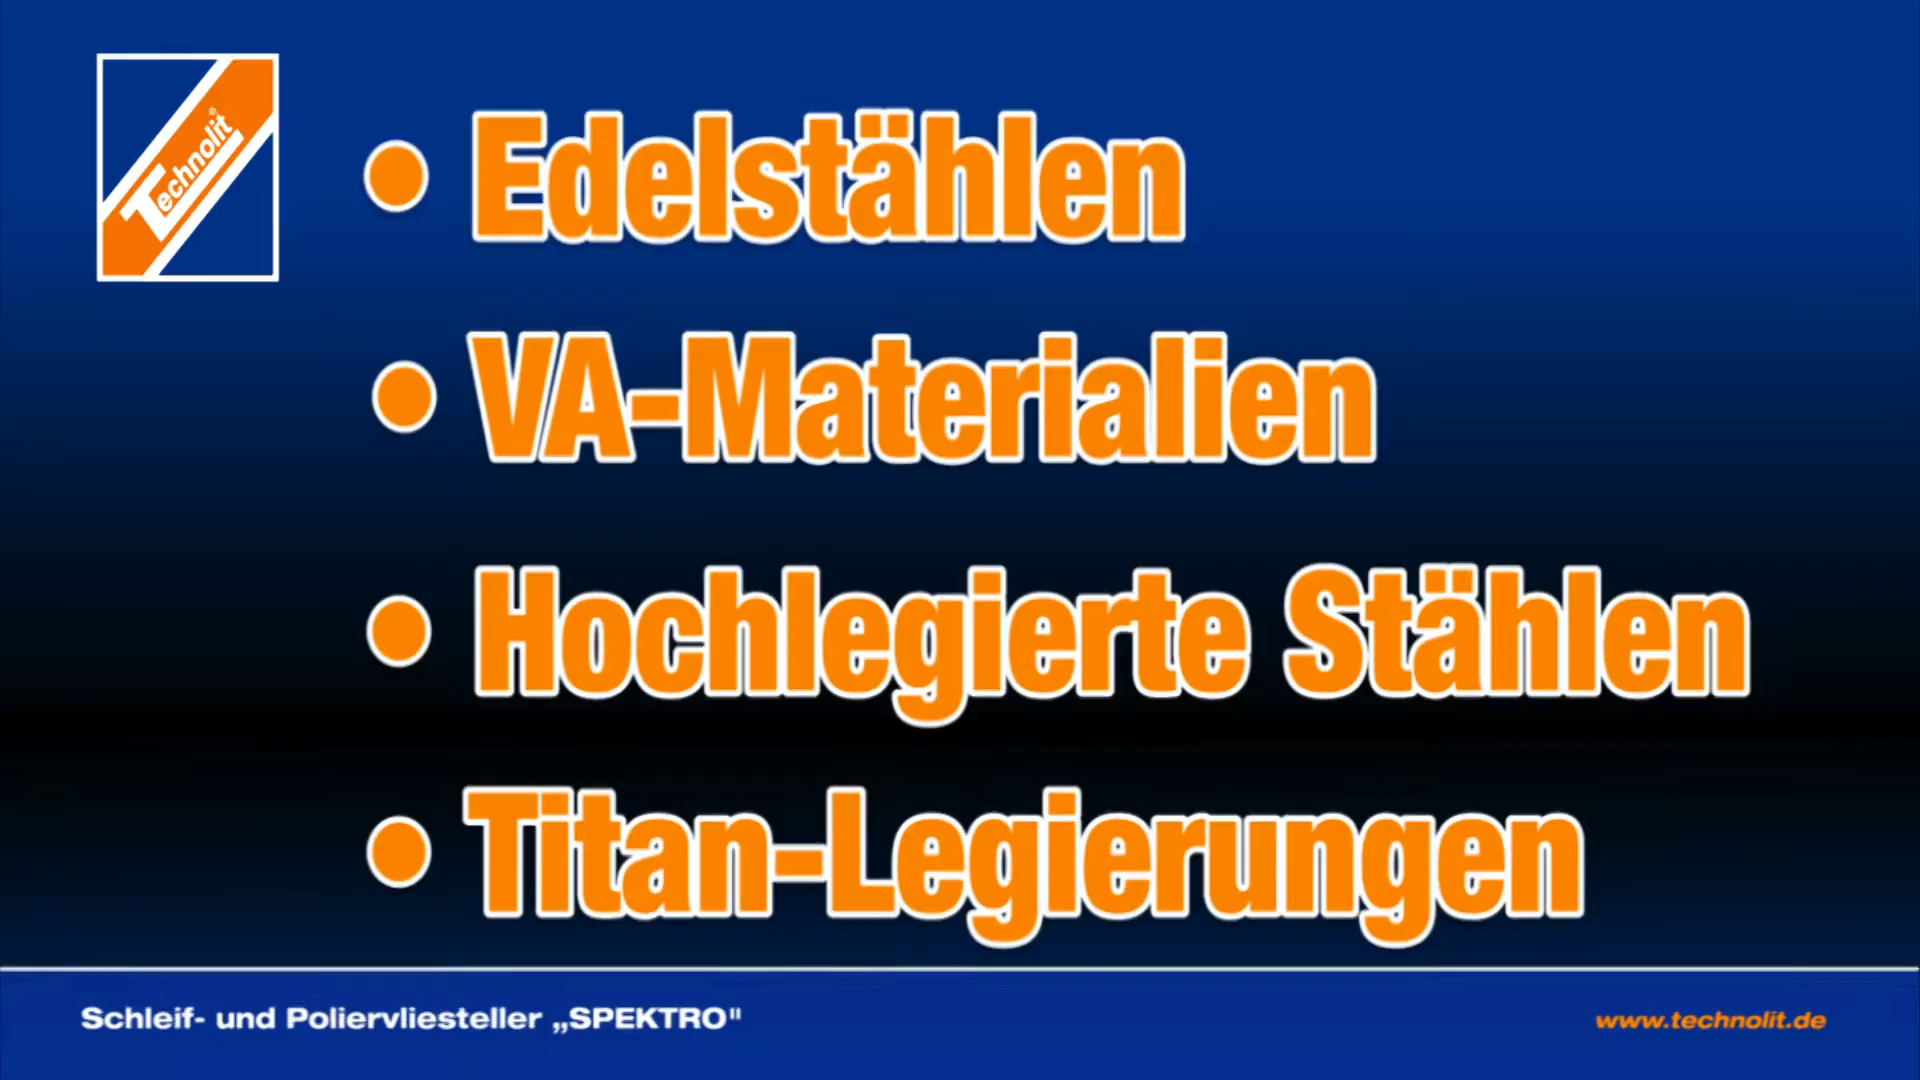 Technolit®
• Edelstählen
• VA-Materialien
• Hochlegierte Stählen
• Titan-Legierungen
Schleif- und Poliervliesteller „SPEKTRO"
www.technolit.de